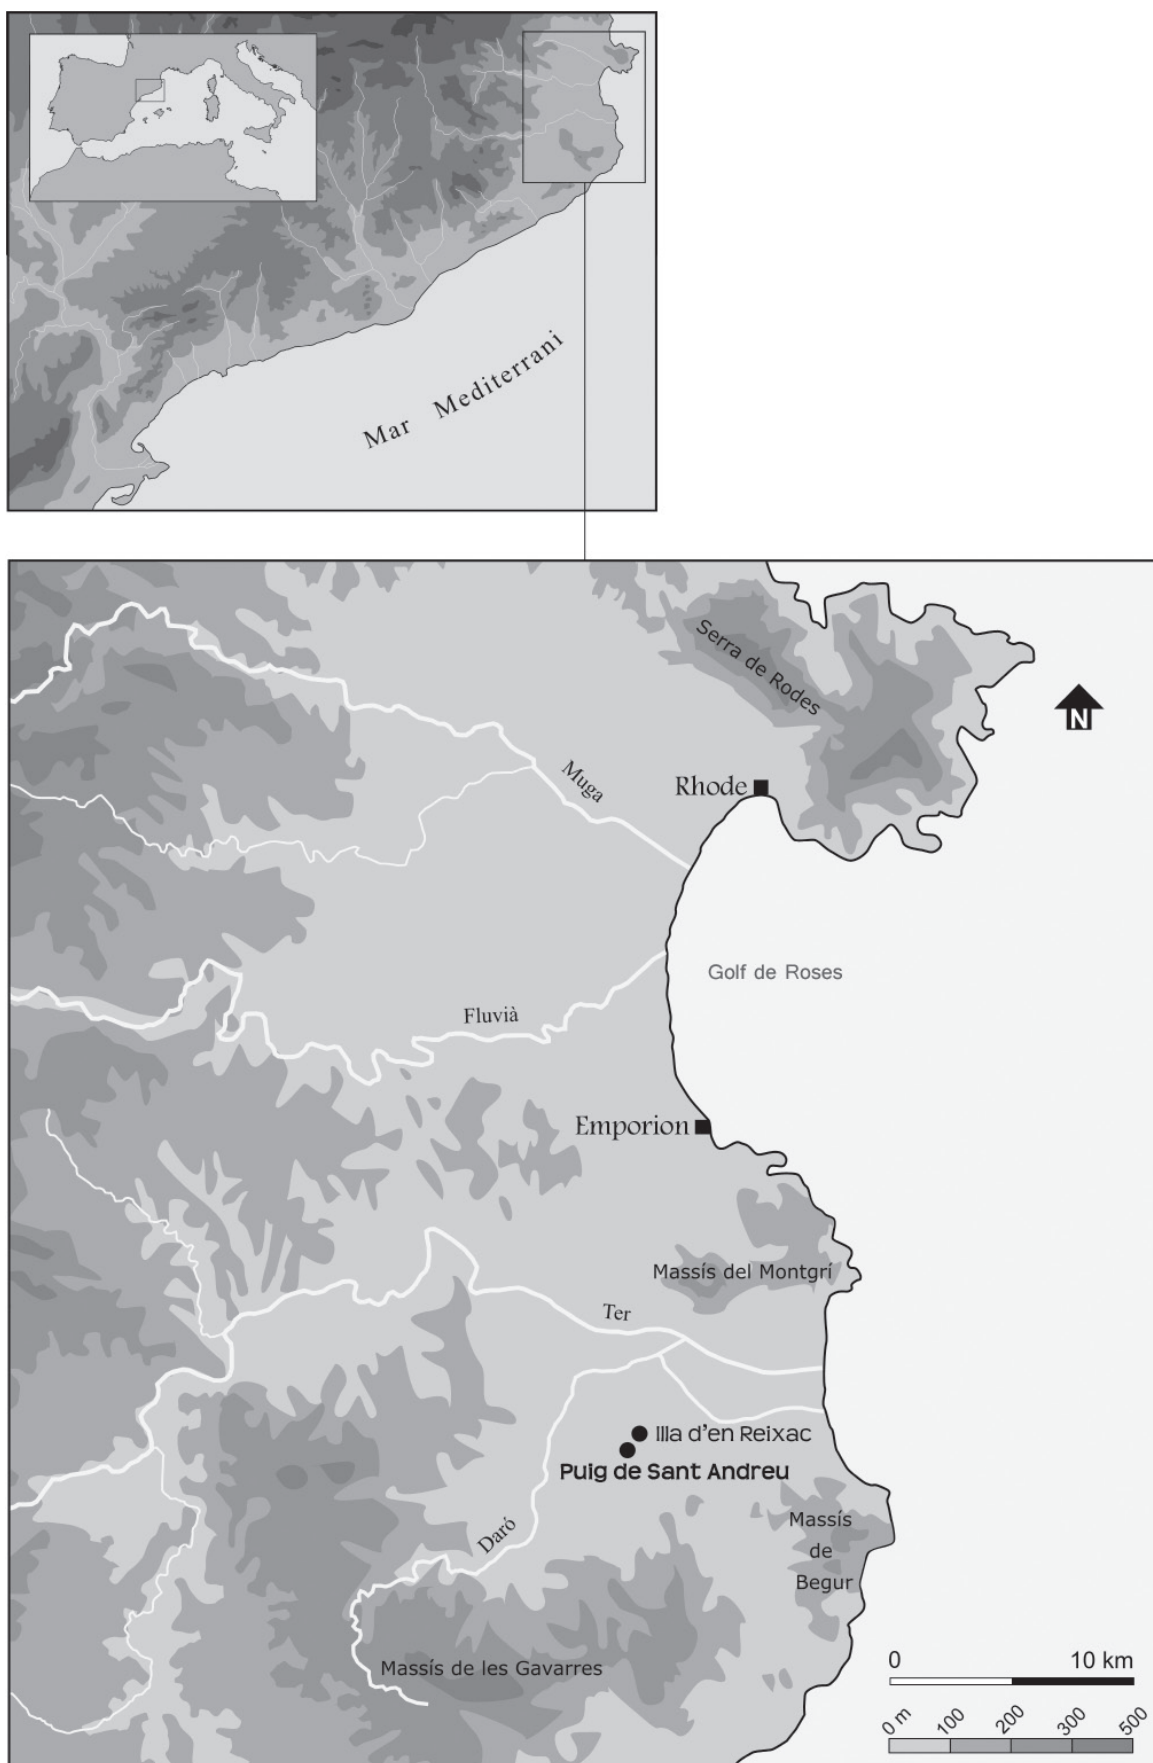 Mar Mediterrani
Serra de Rodes
N
Muga
Rhode
Golf de Roses
Fluvià
Emporion
Massís del Montgrí
Ter
Illa d'en Reixac
Puig de Sant Andreu
Daró
Massís
de
Begur
Massís de les Gavarres
0 10 km
0 m 100 200 300 500